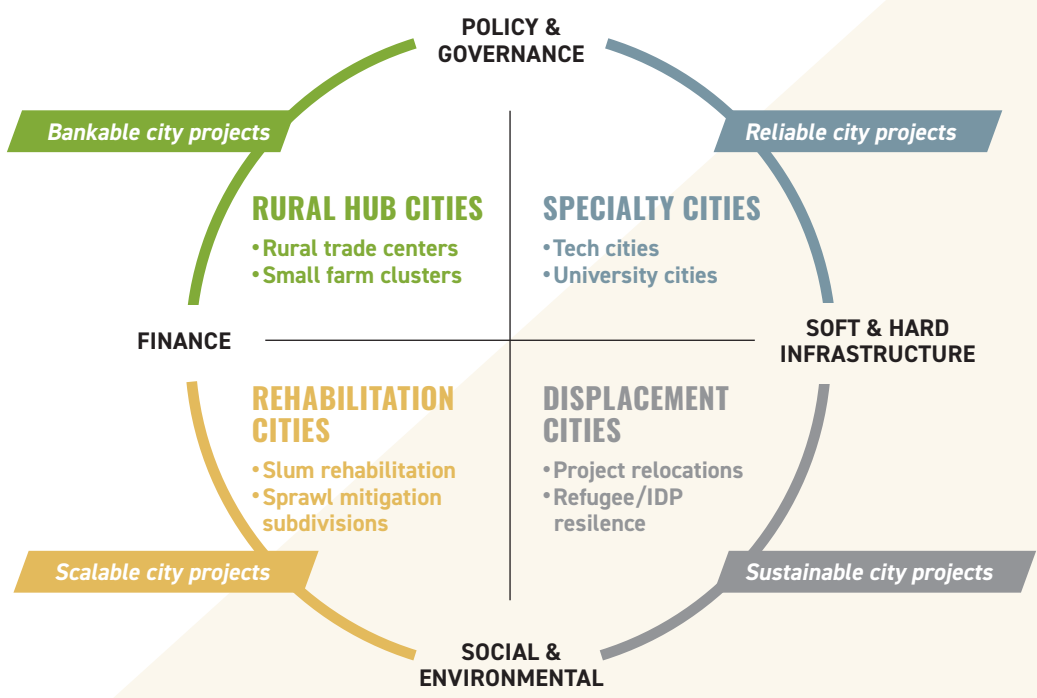 POLICY &
GOVERNANCE
Bankable city projects
Reliable city projects
RURAL HUB CITIES
• Rural trade centers
• Small farm clusters
SPECIALTY CITIES
• Tech cities
• University cities
FINANCE
SOFT & HARD
INFRASTRUCTURE
REHABILITATION
CITIES
• Slum rehabilitation
• Sprawl mitigation
subdivisions
DISPLACEMENT
CITIES
• Project relocations
• Refugee/IDP
resilence
Scalable city projects
Sustainable city projects
SOCIAL &
ENVIRONMENTAL